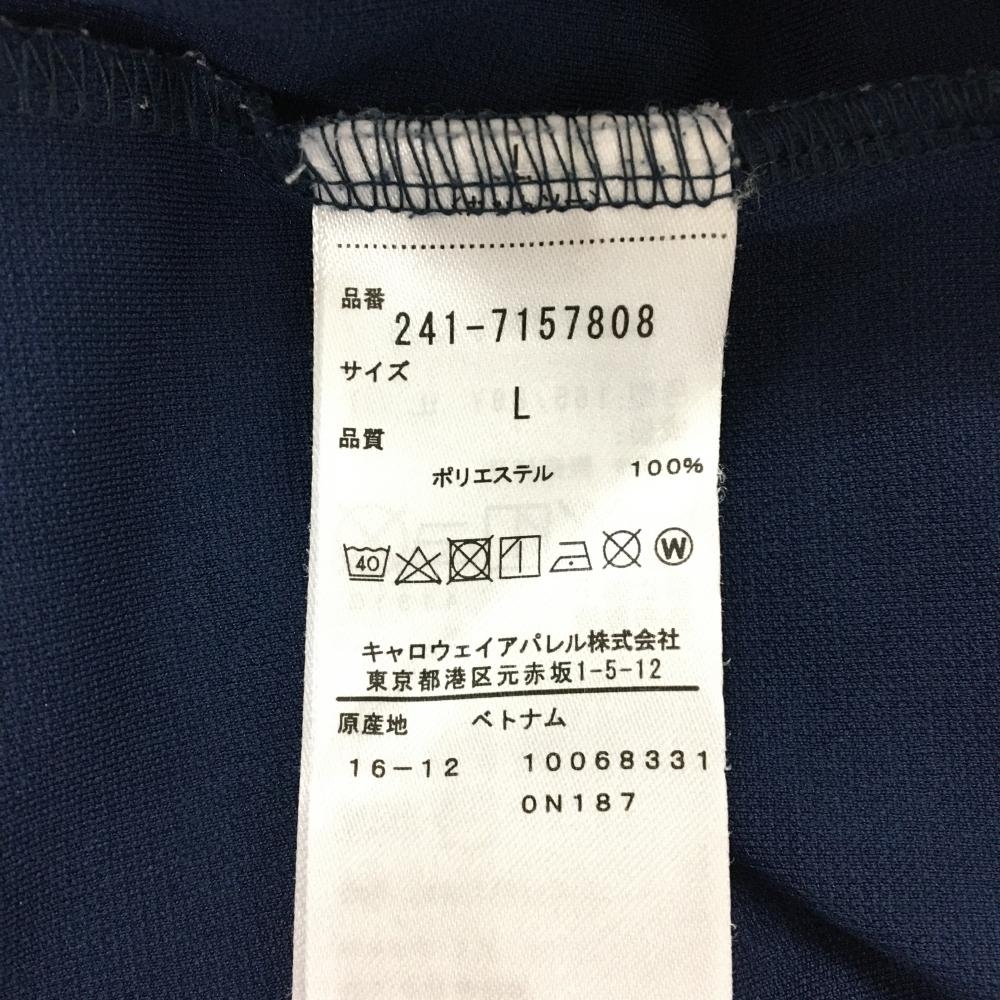 品番
241-7157808
サイズ
L
品質
ポリエステル 100%
40
W
キャロウェイアパレル株式会社
東京都港区元赤坂1-5-12
原産地 ベトナム
16-12 100683331
0N187